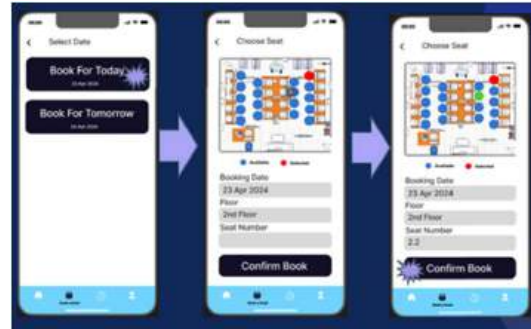 Select Date
Book For Today
23 Apr 2024
Book For Tomorrow
24 Apr 2024
Choose Seat
Available
Selected
Booking Date
23 Apr 2024
Floor
2nd Floor
Seat Number
Confirm Book
Choose Seat
Available
Selected
Booking Date
23 Apr 2024
Floor
2nd Floor
Seat Number
2.2
Confirm Book